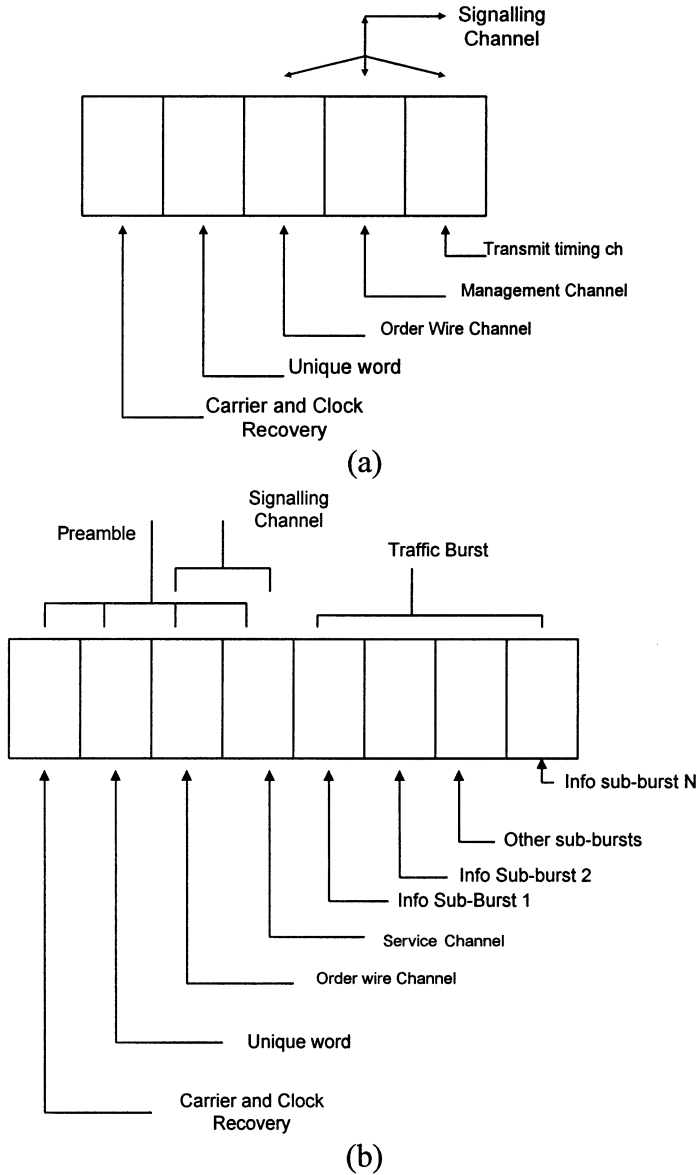 Signalling
Channel
Transmit timing ch
Management Channel
Order Wire Channel
Unique word
Carrier and Clock
Recovery
(a)
Signalling
Channel
Preamble
Traffic Burst
Info sub-burst N
Other sub-bursts
Info Sub-burst 2
Info Sub-Burst 1
Service Channel
Order wire Channel
Unique word
Carrier and Clock
Recovery
(b)